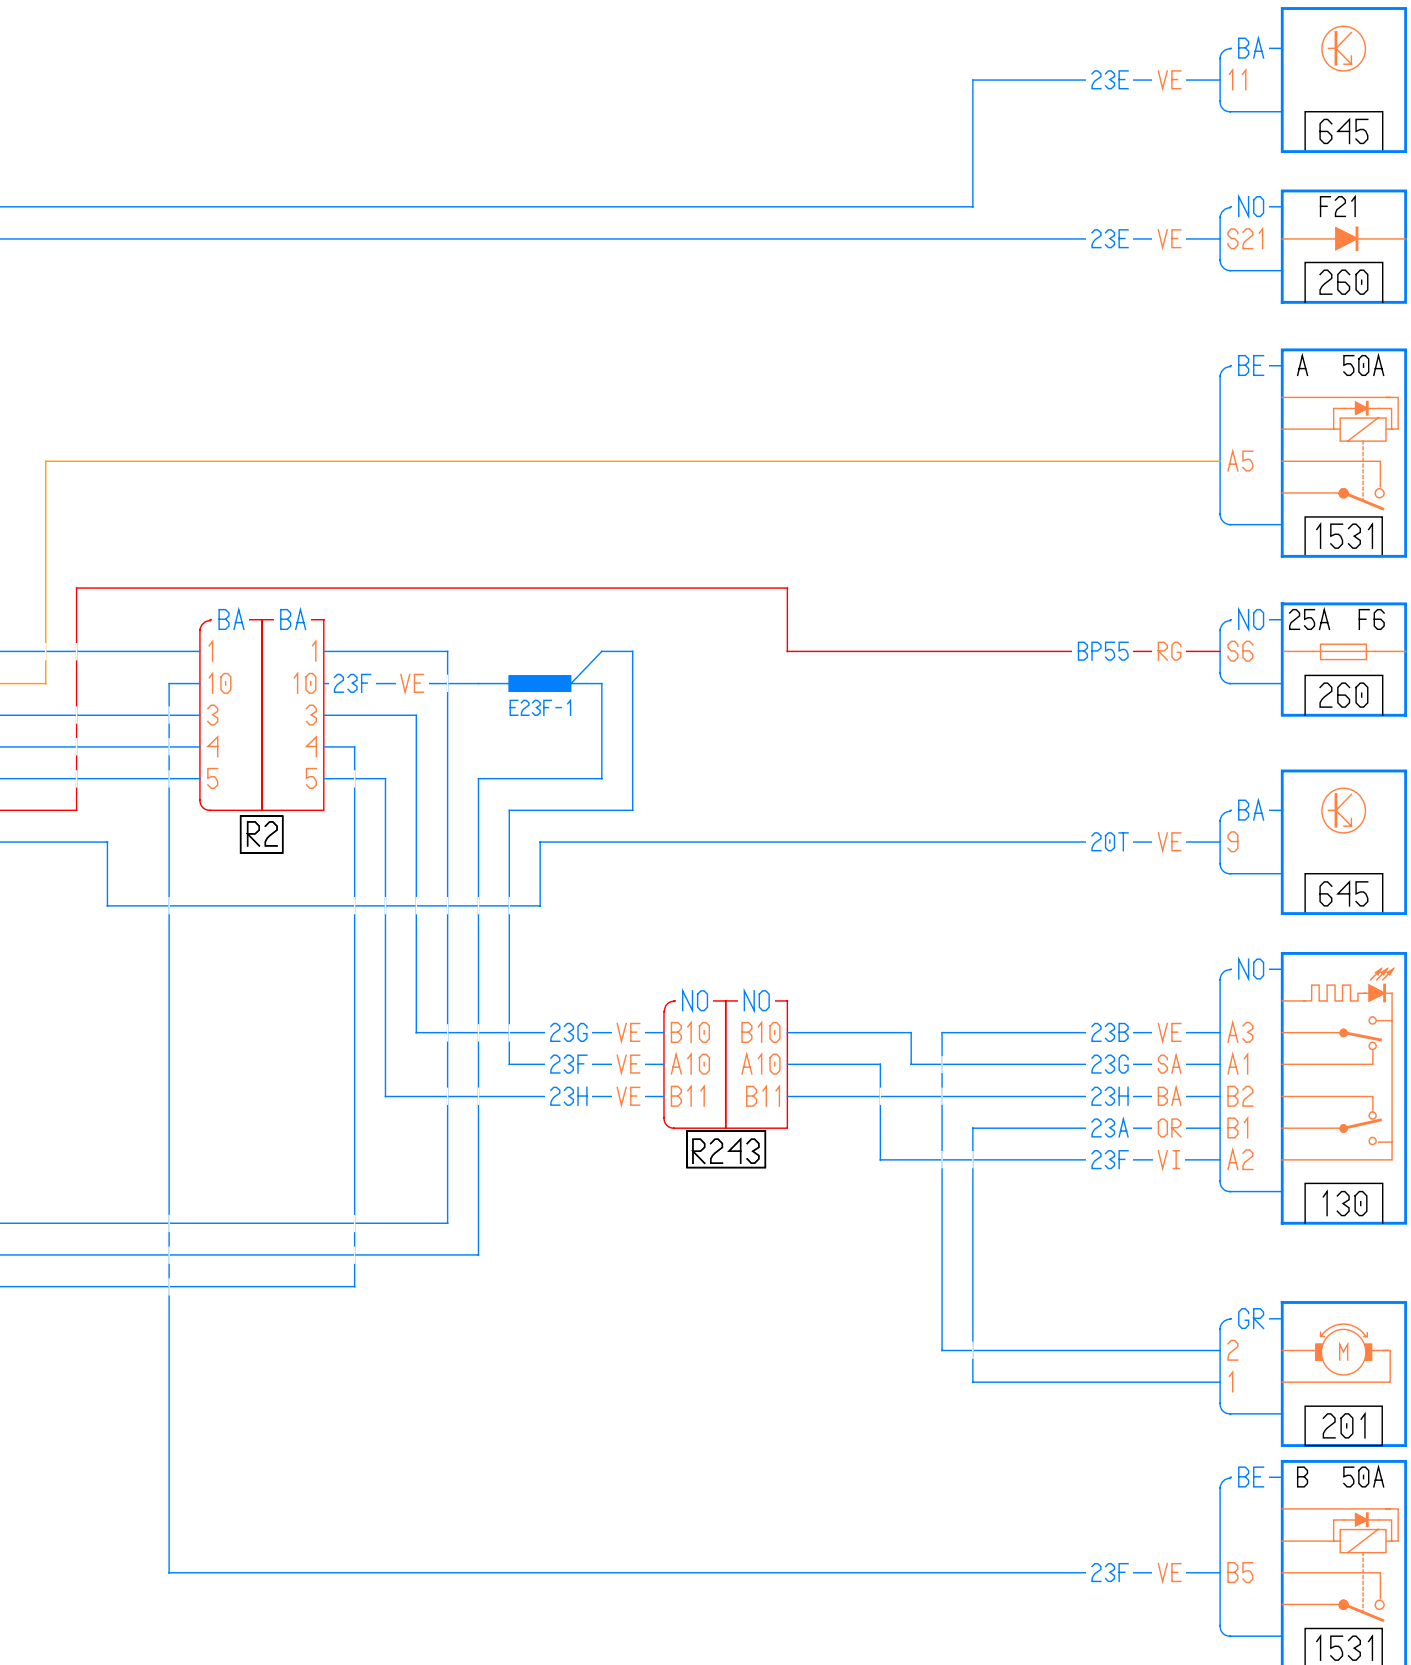 BA
23E VE 11
645
NO F21
23E VE S21
260
BE A 50A
A5
1531
BA BA NO 25A F6
1 1 BP55 RG S6
10 10 23F VE
E23F-1 260
3 3
4 4
5 5
R2
BA
20T VE 9
645
NO
NO NO
23G VE B10 B10 23B VE A3
23F VE A10 A10 23G SA A1
23H VE B11 B11 23H BA B2
23A OR B1
R243 23F VI A2
130
GR
2 M
1
201
BE B 50A
23F VE B5
1531